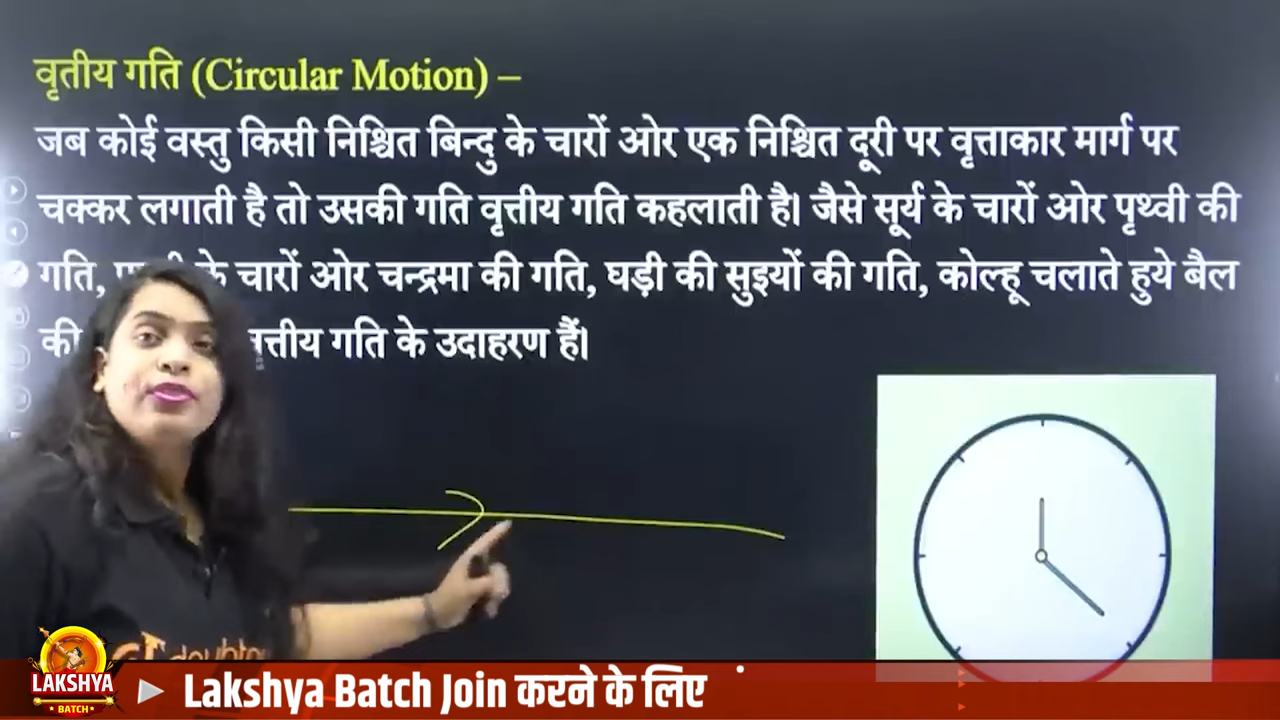 वृतीय गति (Circular Motion) –
जब कोई वस्तु किसी निश्चित बिन्दु के चारों ओर एक निश्चित दूरी पर वृत्ताकार मार्ग पर
चक्कर लगाती है तो उसकी गति वृत्तीय गति कहलाती है। जैसे सूर्य के चारों ओर पृथ्वी की
गति, के चारों ओर चन्द्रमा की गति, घड़ी की सुइयों की गति, कोल्हू चलाते हुये बैल
की गति के उदाहरण हैं।
LAKSHYA
BATCH
Lakshya Batch Join करने के लिए